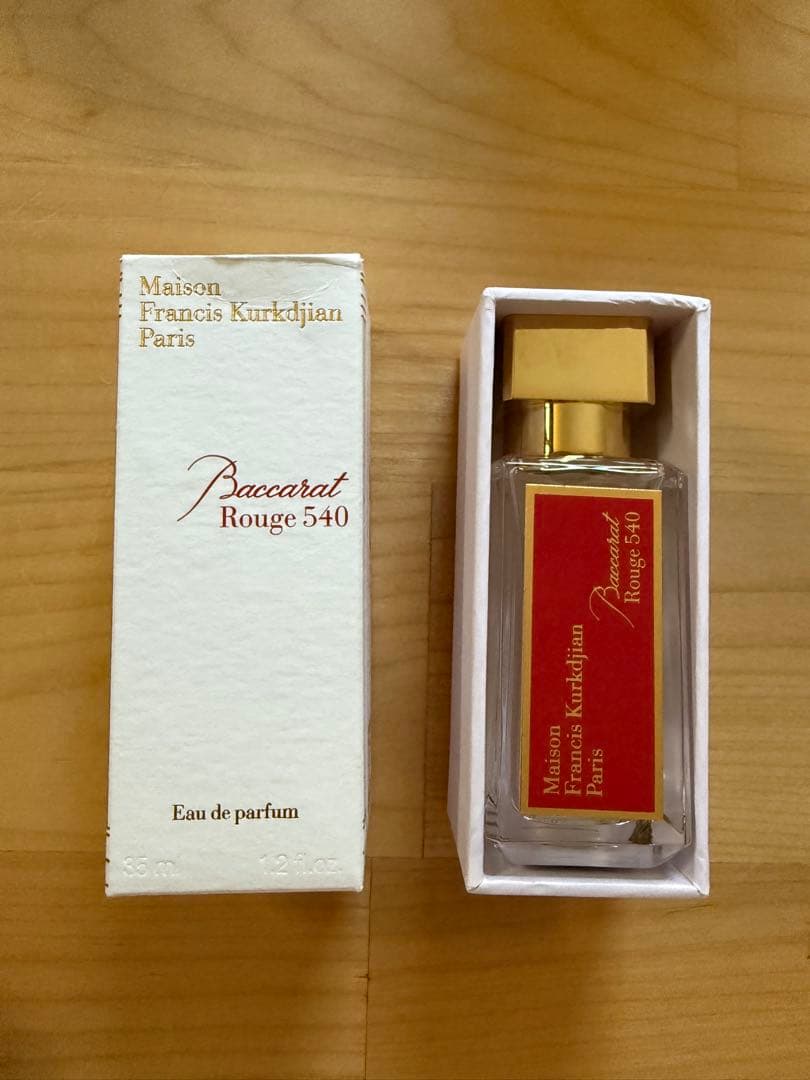 Maison
Francis Kurkdjian
Paris
Baccarat
Rouge 540
Eau de parfum
35 m
1.2 fl.oz.
Baccarat
Rouge 540
Maison
Francis Kurkdjian
Paris